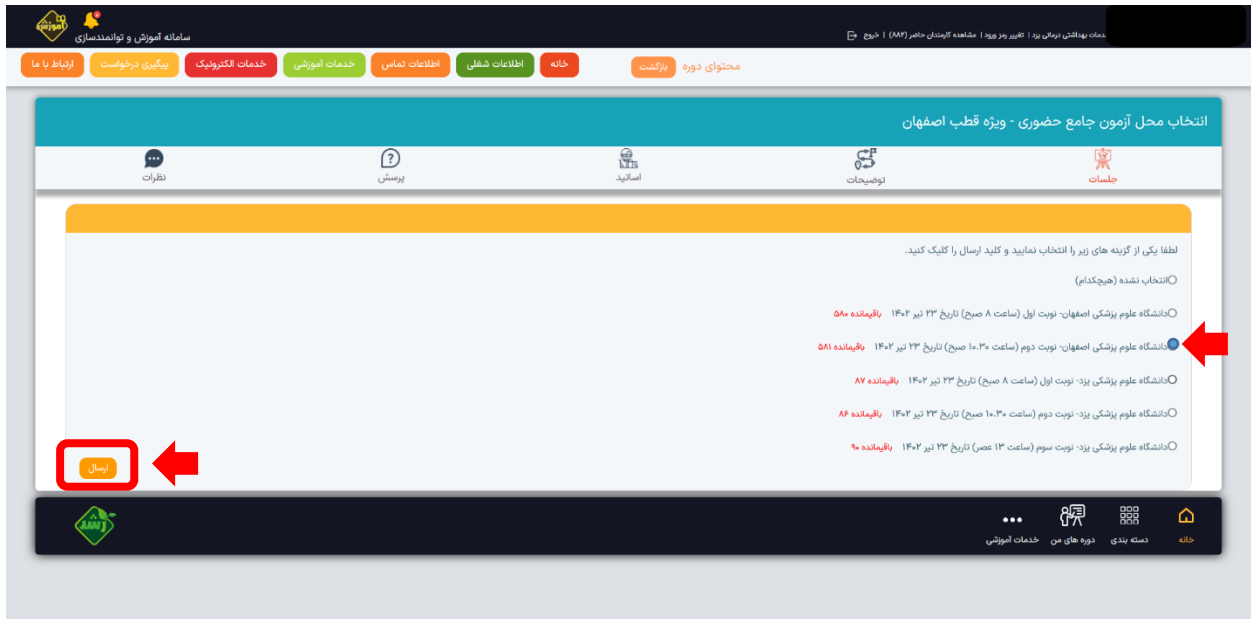 آموزش
سامانه آموزش و توانمندسازی
خدمات بهداشتی درمانی یزد | تغییر رمز ورود | مشاهده کارمندان حاضر (۸۸۲) | خروج
محتوای دوره بازگشت
خانه اطلاعات شغلی اطلاعات تماس خدمات آموزشی خدمات الکترونیک پیگیری درخواست ارتباط با ما
انتخاب محل آزمون جامع حضوری - ویژه قطب اصفهان
جلسات توضیحات اساتید پرسش نظرات
لطفا یکی از گزینه های زیر را انتخاب نمایید و کلید ارسال را کلیک کنید.
انتخاب نشده (هیچکدام)
دانشگاه علوم پزشکی اصفهان- نوبت اول (ساعت ۸ صبح) تاریخ ۲۳ تیر ۱۴۰۲ باقیمانده ۵۸۰
دانشگاه علوم پزشکی اصفهان- نوبت دوم (ساعت ۱۰.۳۰ صبح) تاریخ ۲۳ تیر ۱۴۰۲ باقیمانده ۵۸۱
دانشگاه علوم پزشکی یزد- نوبت اول (ساعت ۸ صبح) تاریخ ۲۳ تیر ۱۴۰۲ باقیمانده ۸۷
دانشگاه علوم پزشکی یزد- نوبت دوم (ساعت ۱۰.۳۰ صبح) تاریخ ۲۳ تیر ۱۴۰۲ باقیمانده ۸۶
دانشگاه علوم پزشکی یزد- نوبت سوم (ساعت ۱۳ عصر) تاریخ ۲۳ تیر ۱۴۰۲ باقیمانده ۹۰
ارسال
خانه دسته بندی دوره های من خدمات آموزشی
رشد